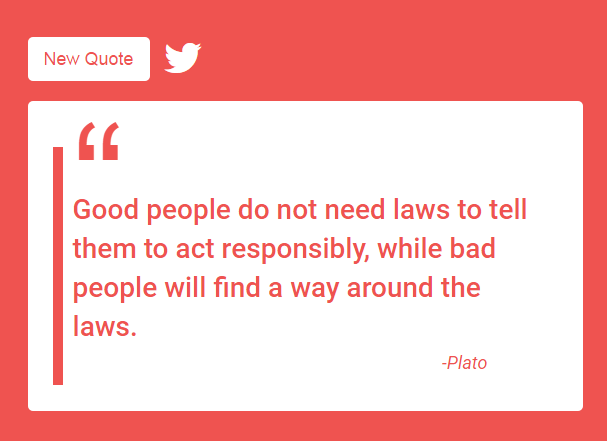 New Quote
“
Good people do not need laws to tell
them to act responsibly, while bad
people will find a way around the
laws.
-Plato